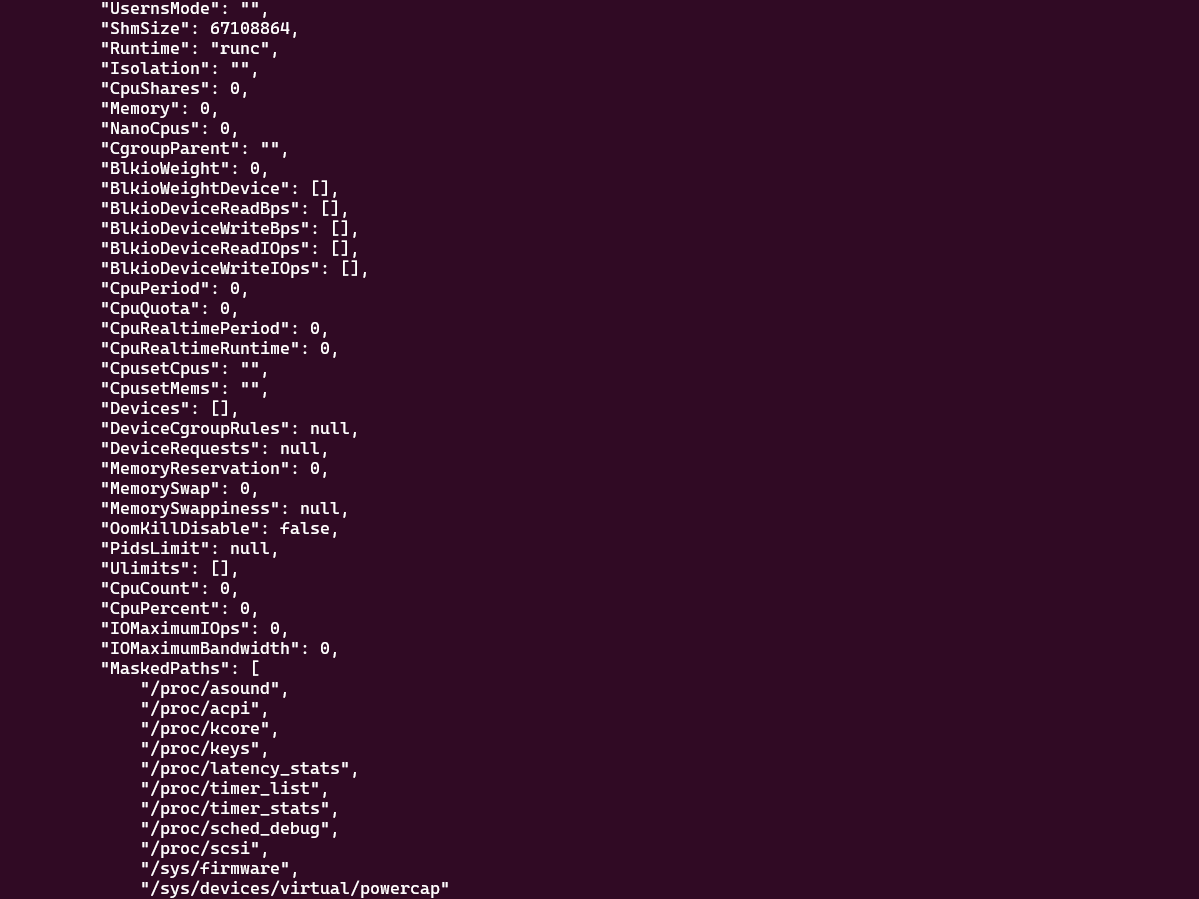 "UsernsMode": "",
"ShmSize": 67108864,
"Runtime": "runc",
"Isolation": "",
"CpuShares": 0,
"Memory": 0,
"NanoCpus": 0,
"CgroupParent": "",
"BlkioWeight": 0,
"BlkioWeightDevice": [],
"BlkioDeviceReadBps": [],
"BlkioDeviceWriteBps": [],
"BlkioDeviceReadIOps": [],
"BlkioDeviceWriteIOps": [],
"CpuPeriod": 0,
"CpuQuota": 0,
"CpuRealtimePeriod": 0,
"CpuRealtimeRuntime": 0,
"CpusetCpus": "",
"CpusetMems": "",
"Devices": [],
"DeviceCgroupRules": null,
"DeviceRequests": null,
"MemoryReservation": 0,
"MemorySwap": 0,
"MemorySwappiness": null,
"OomKillDisable": false,
"PidsLimit": null,
"Ulimits": [],
"CpuCount": 0,
"CpuPercent": 0,
"IOMaximumIOps": 0,
"IOMaximumBandwidth": 0,
"MaskedPaths": [
"/proc/asound",
"/proc/acpi",
"/proc/kcore",
"/proc/keys",
"/proc/latency_stats",
"/proc/timer_list",
"/proc/timer_stats",
"/proc/sched_debug",
"/proc/scsi",
"/sys/firmware",
"/sys/devices/virtual/powercap"